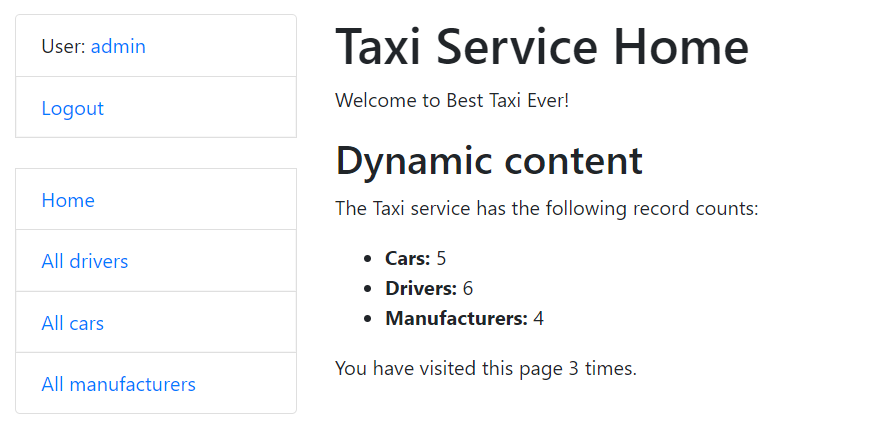 User: admin
Logout
Home
All drivers
All cars
All manufacturers
Taxi Service Home
Welcome to Best Taxi Ever!
Dynamic content
The Taxi service has the following record counts:
Cars: 5
Drivers: 6
Manufacturers: 4
You have visited this page 3 times.